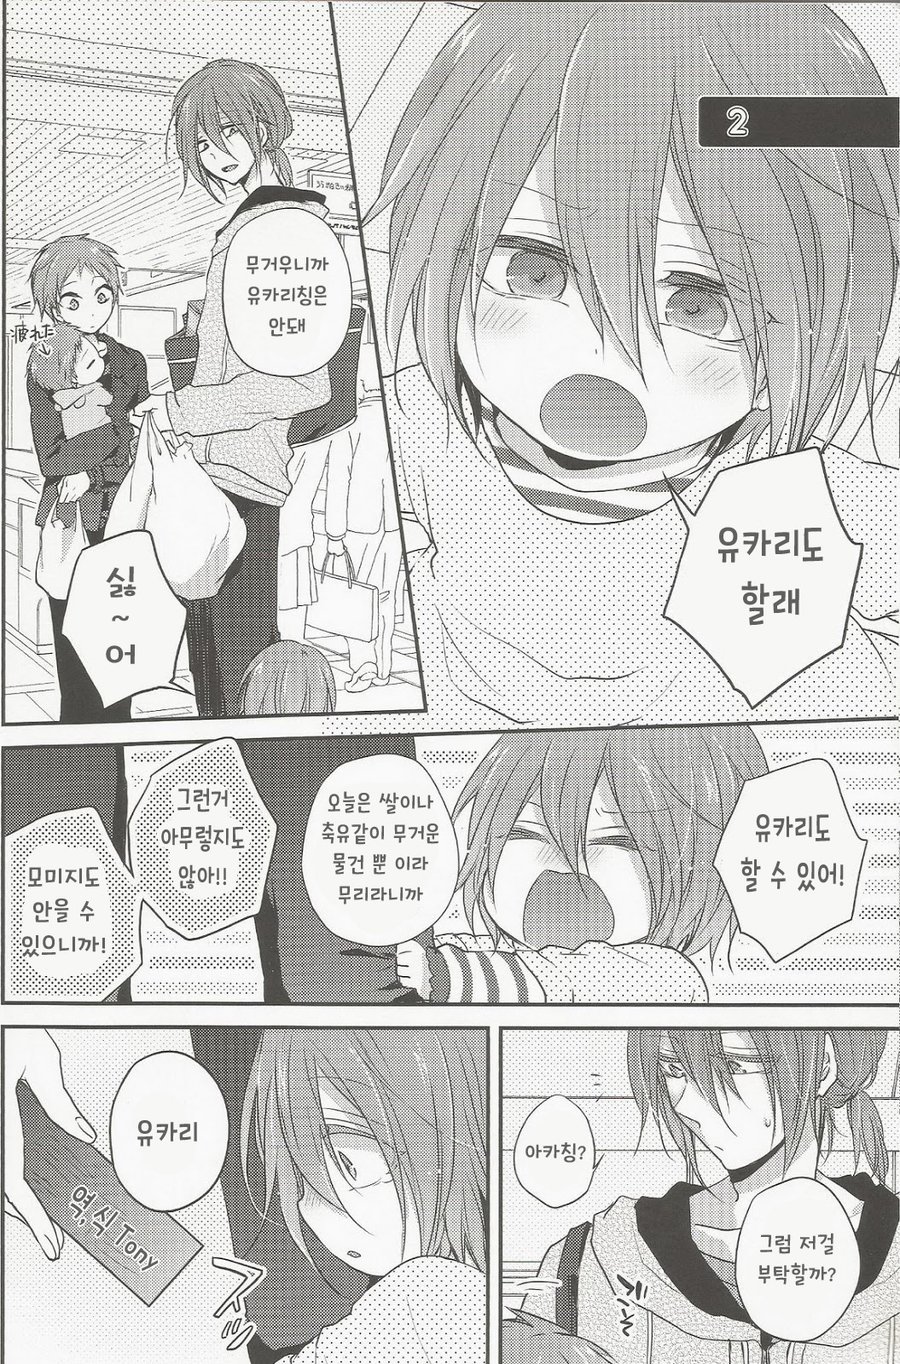 2
유카리도
할래
무거우니까
유카리칭은
안돼
疲れた
싫
~
어
유카리도
할 수 있어!
오늘은 쌀이나
축유같이 무거운
물건 뿐 이라
무리라니까
그런거
아무렇지도
않아!!
모미지도
안을 수
있으니까!
아카칭?
그럼 저걸
부탁할까?
유카리
역,식 Tony